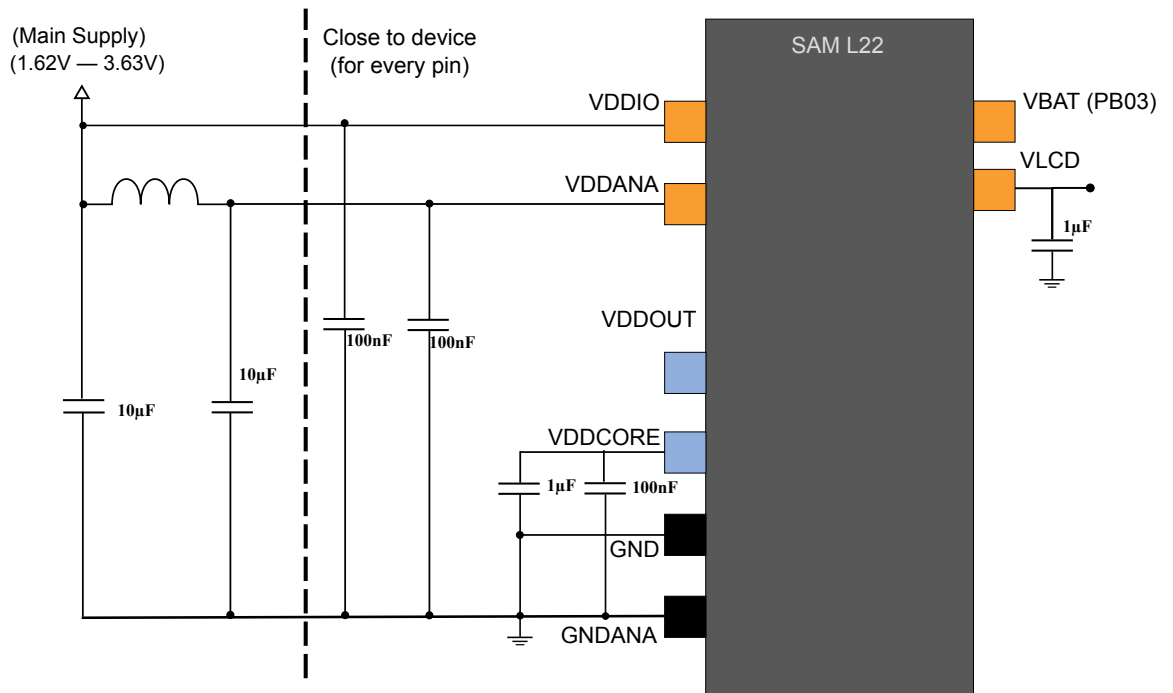 (Main Supply)
(1.62V — 3.63V)
Close to device
(for every pin)
SAM L22
VDDIO
VBAT (PB03)
VDDANA
VLCD
1µF
VDDOUT
100nF
100nF
10µF
10µF
VDDCORE
1µF
100nF
GND
GNDANA